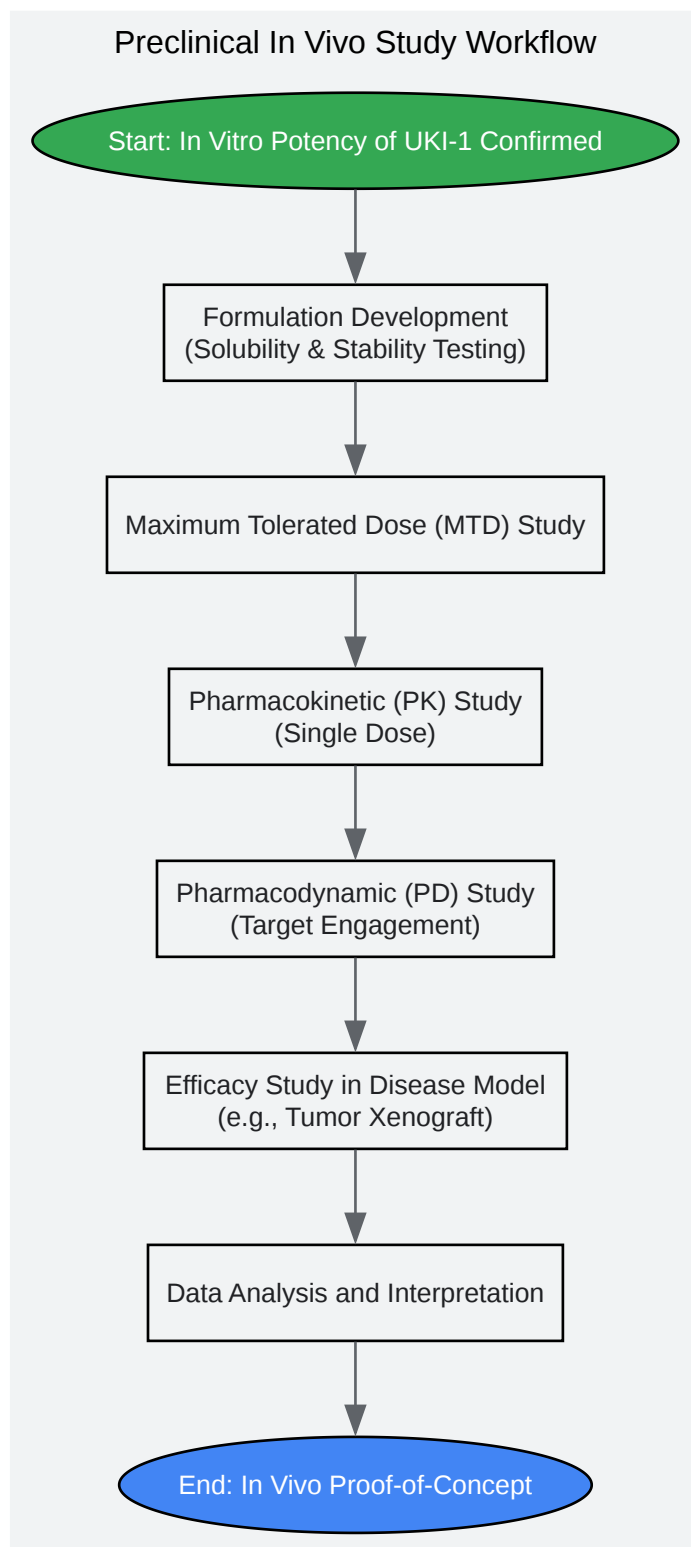 Preclinical In Vivo Study Workflow
Start: In Vitro Potency of UKI-1 Confirmed
Formulation Development
(Solubility & Stability Testing)
Maximum Tolerated Dose (MTD) Study
Pharmacokinetic (PK) Study
(Single Dose)
Pharmacodynamic (PD) Study
(Target Engagement)
Efficacy Study in Disease Model
(e.g., Tumor Xenograft)
Data Analysis and Interpretation
End: In Vivo Proof-of-Concept